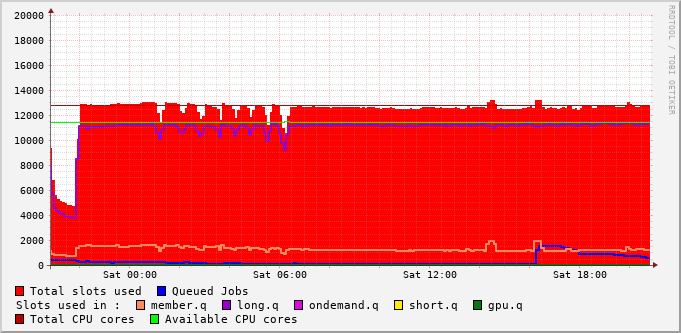 20000
18000
16000
14000
12000
10000
8000
6000
4000
2000
0
Sat 00:00 Sat 06:00 Sat 12:00 Sat 18:00
RRDTOOL / TOBI OETIKER
Total slots used Queued Jobs
Slots used in : member.q long.q ondemand.q short.q gpu.q
Total CPU cores Available CPU cores